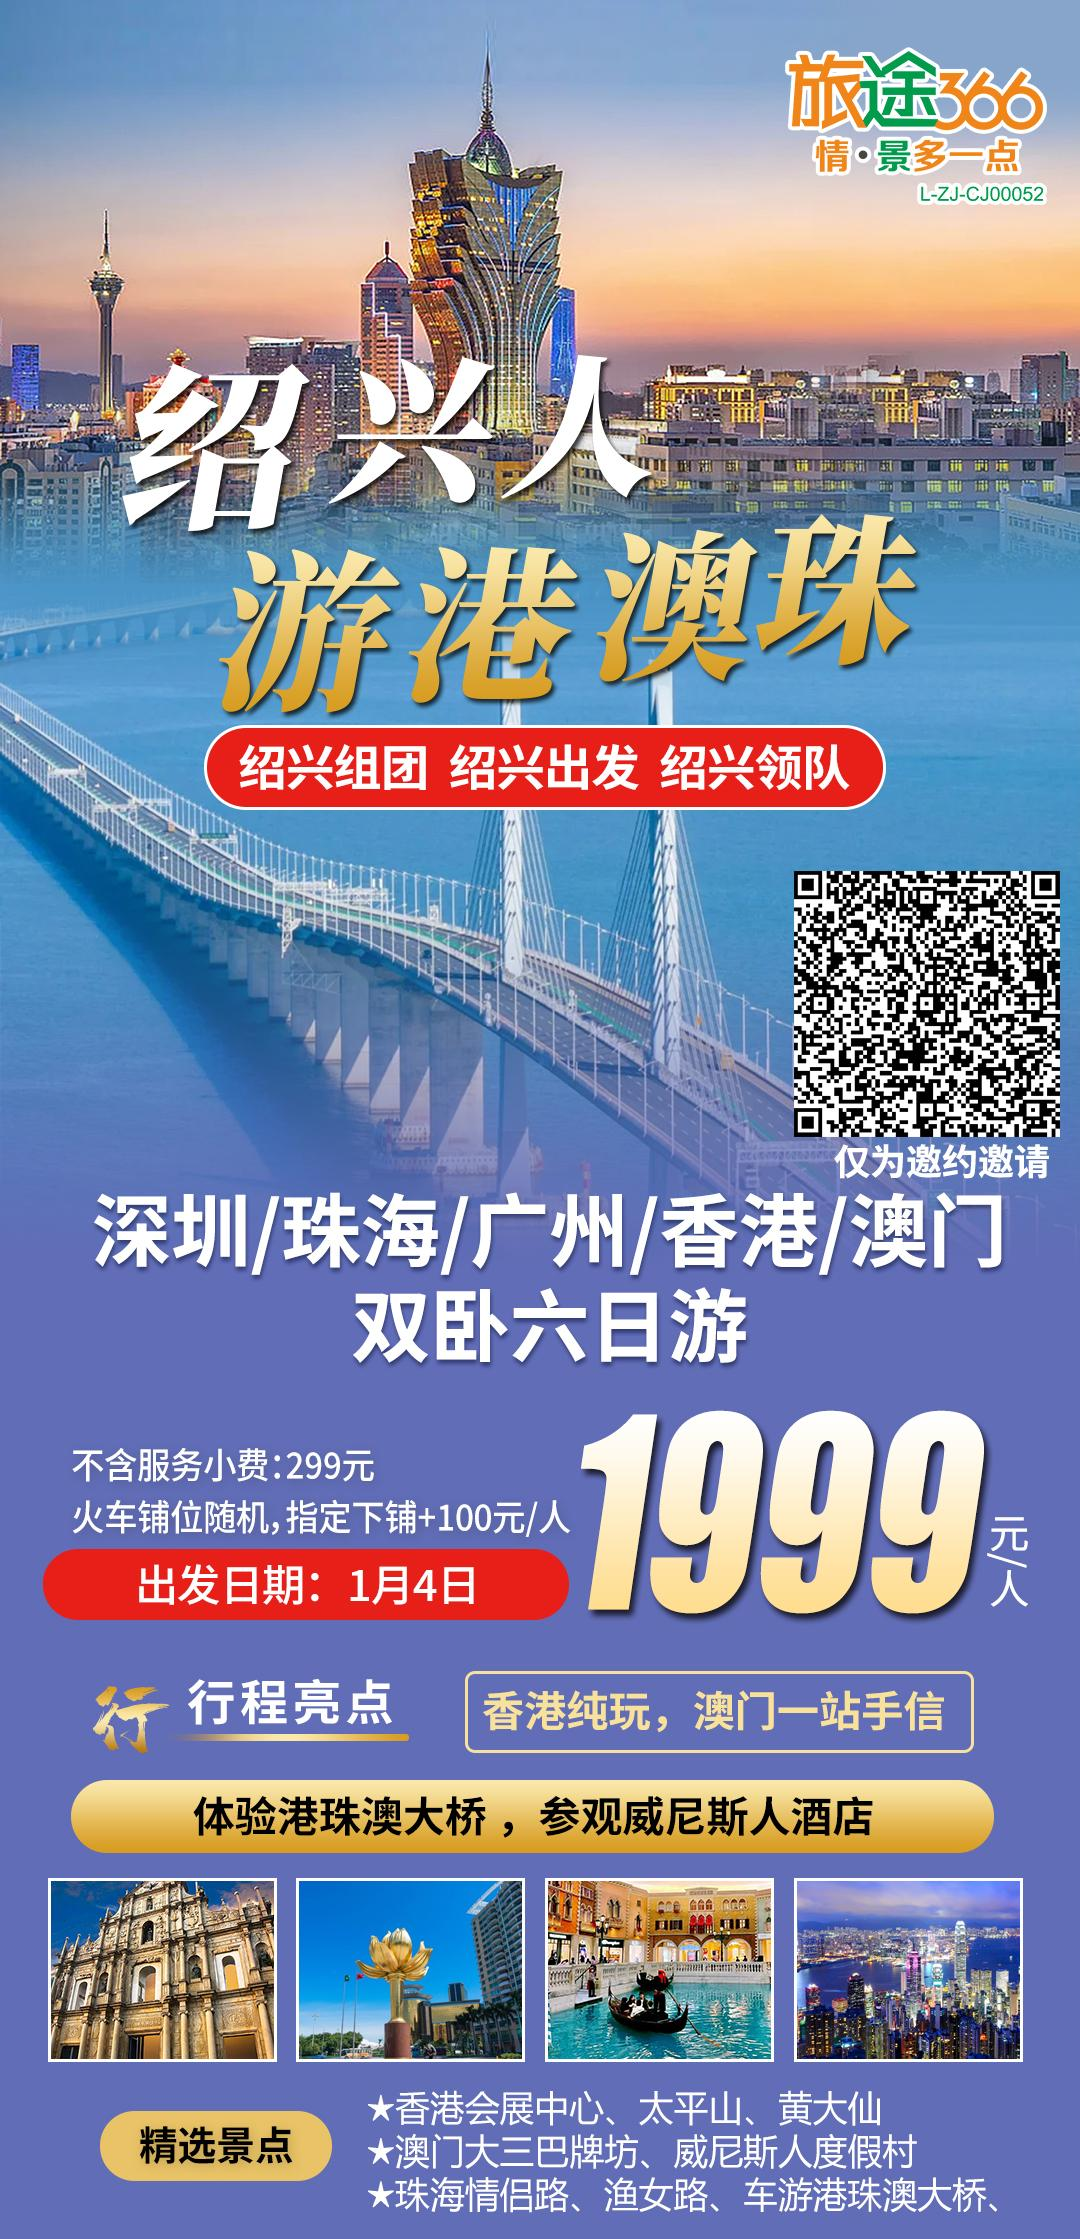 旅途366
情·景多一点
L-ZJ-CJ00052
绍兴人
游港澳珠
绍兴组团 绍兴出发 绍兴领队
仅为邀约邀请
深圳/珠海/广州/香港/澳门
双卧六日游
不含服务小费:299元
火车铺位随机,指定下铺+100元/人
出发日期：1月4日
1999元/人
行 行程亮点
香港纯玩，澳门一站手信
体验港珠澳大桥，参观威尼斯人酒店
精选景点
★香港会展中心、太平山、黄大仙
★澳门大三巴牌坊、威尼斯人度假村
★珠海情侣路、渔女路、车游港珠澳大桥、